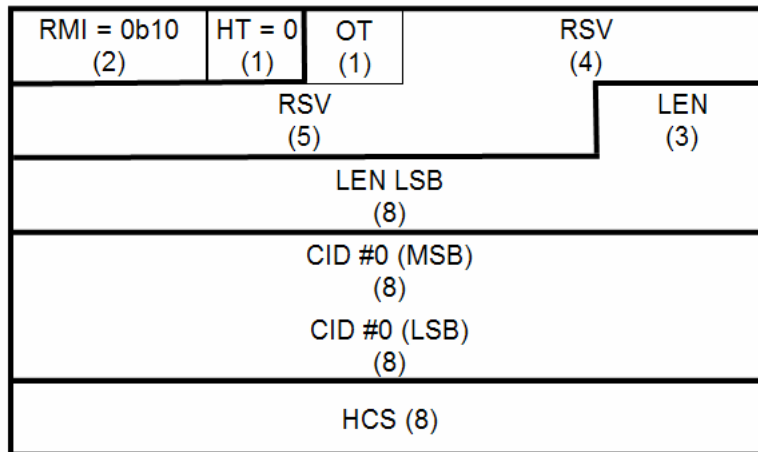 RMI = 0b10 HT = 0 OT RSV
(2) (1) (1) (4)
RSV LEN
(5) (3)
LEN LSB
(8)
CID #0 (MSB)
(8)
CID #0 (LSB)
(8)
HCS (8)